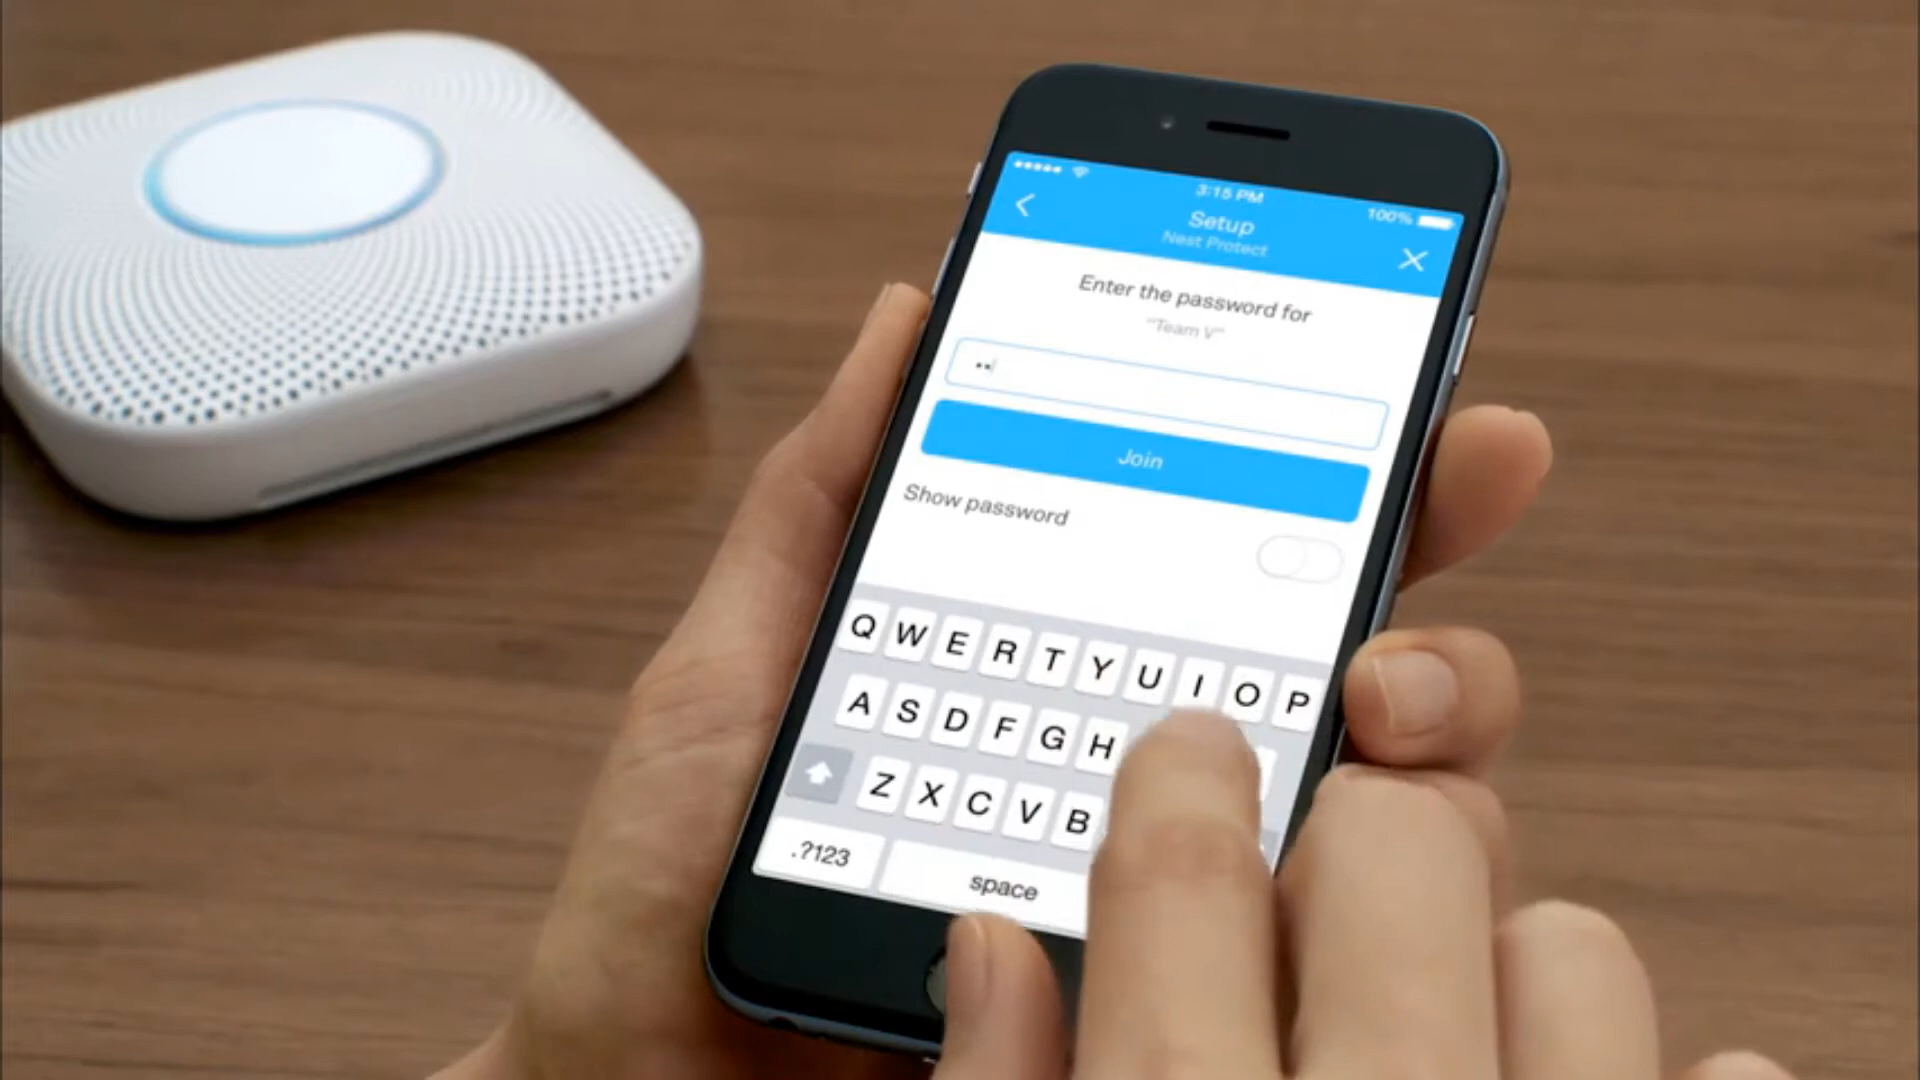 3:15 PM
100%
Setup
Nest Protect
Enter the password for
"Team V"
••
Join
Show password
Q W E R T Y U I O P
A S D F G H
Z X C V B
.?123
space